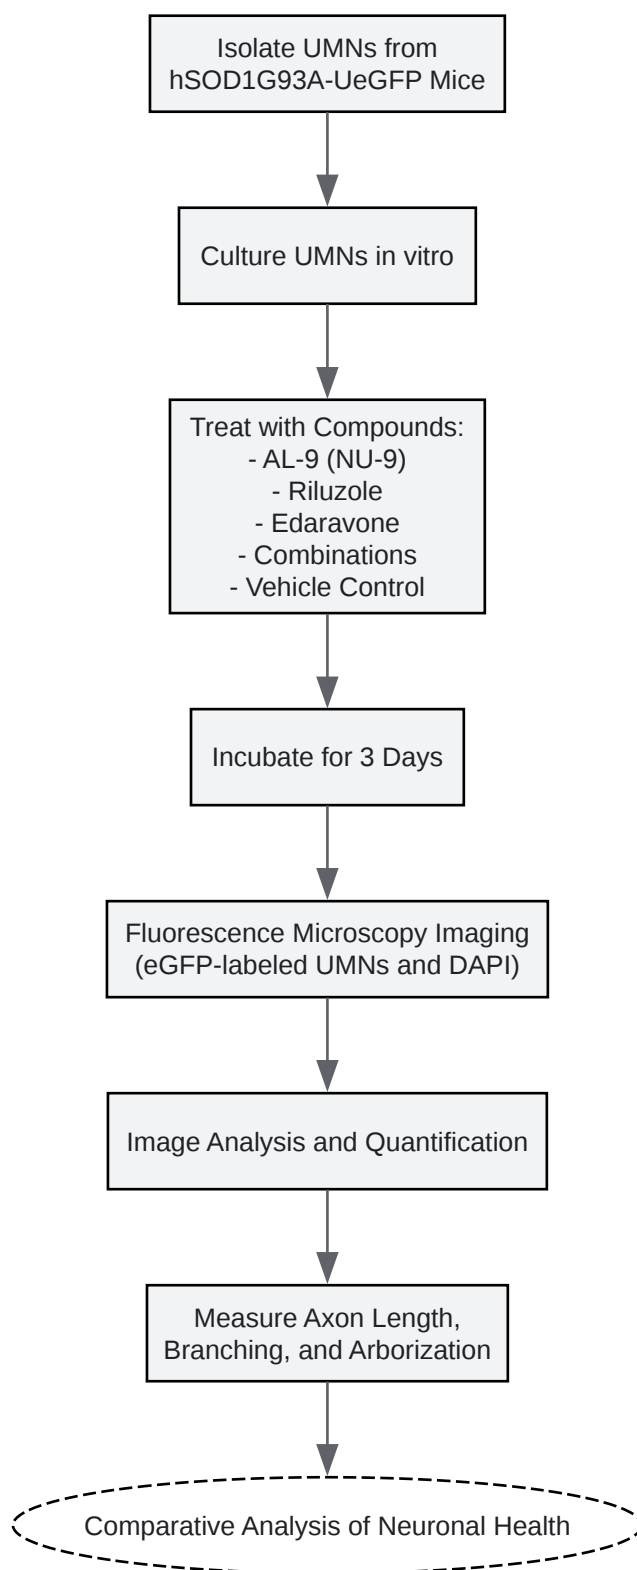 Isolate UMNs from
hSOD1G93A-UeGFP Mice
Culture UMNs in vitro
Treat with Compounds:
- AL-9 (NU-9)
- Riluzole
- Edaravone
- Combinations
- Vehicle Control
Incubate for 3 Days
Fluorescence Microscopy Imaging
(eGFP-labeled UMNs and DAPI)
Image Analysis and Quantification
Measure Axon Length,
Branching, and Arborization
Comparative Analysis of Neuronal Health